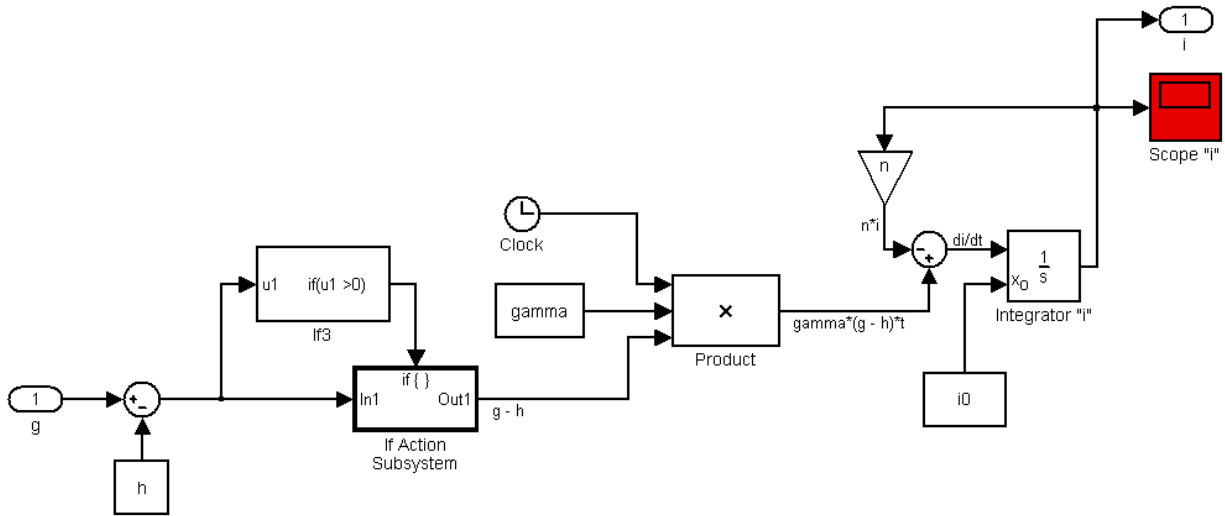 1
i
Scope "i"
n
n*i
Clock
-
+
di/dt
1
s
x0
Integrator "i"
u1 if(u1 >0)
If3
gamma
×
Product
gamma*(g - h)*t
1
g
+
-
if { }
In1 Out1
If Action
Subsystem
g - h
i0
h